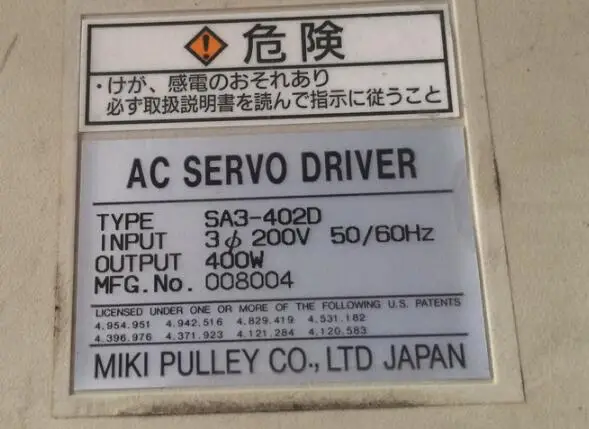 危険
・けが、感電のおそれあり
必ず取扱説明書を読んで指示に従うこと
AC SERVO DRIVER
TYPE SA3-402D
INPUT 3φ 200V 50/60Hz
OUTPUT 400W
MFG.No. 008004
LICENSED UNDER ONE OR MORE OF THE FOLLOWING U.S. PATENTS
4.954.951 4.942.516 4.829.419 4.531.182
4.396.976 4.371.923 4.121.284 4.120.583
MIKI PULLEY CO., LTD JAPAN